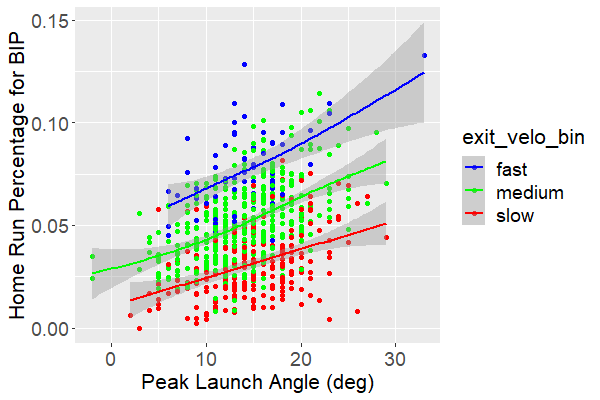 Home Run Percentage for BIP
0.15
0.10
0.05
0.00
0
10
20
30
Peak Launch Angle (deg)
exit_velo_bin
fast
medium
slow